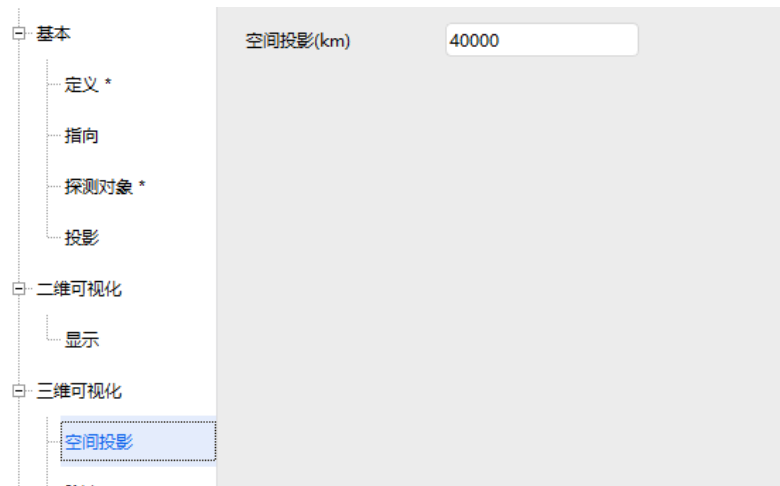 基本
空间投影(km) 40000
定义 *
指向
探测对象 *
投影
二维可视化
显示
三维可视化
空间投影